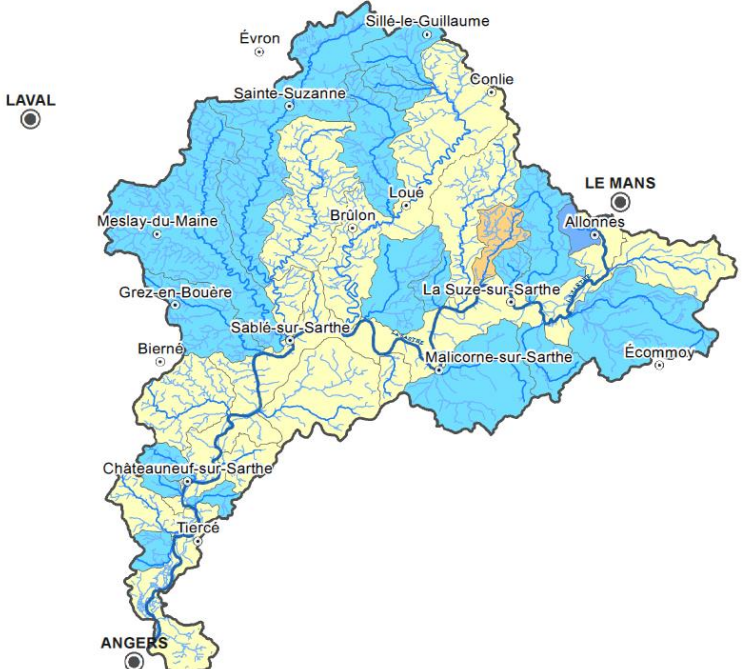 Sillé-le-Guillaume
Évron
Conlie
Sainte-Suzanne
LAVAL
LE MANS
Loué
Brûlon
Allonnes
Meslay-du-Maine
Grez-en-Bouère
La Suze-sur-Sarthe
Sablé-sur-Sarthe
Bierné
Malicorne-sur-Sarthe
Écommoy
Châteauneuf-sur-Sarthe
Tiercé
ANGERS